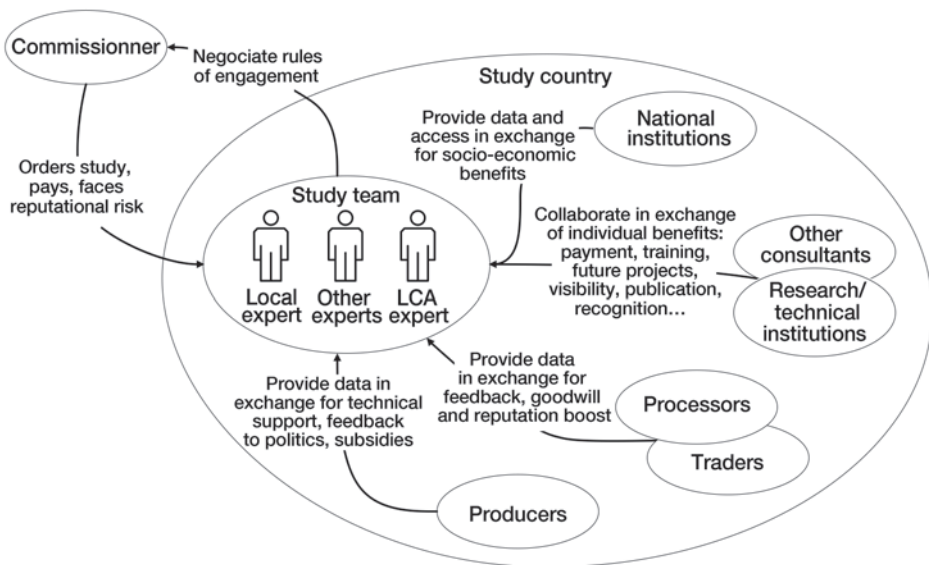 Commissionner
Negociate rules
of engagement
Orders study,
pays, faces
reputational risk
Study country
Provide data and
access in exchange
for socio-economic
benefits
National
institutions
Study team
Local
expert
Other
experts
LCA
expert
Collaborate in exchange
of individual benefits:
payment, training,
future projects,
visibility, publication,
recognition...
Other
consultants
Research/
technical
institutions
Provide data in
exchange for technical
support, feedback
to politics, subsidies
Provide data
in exchange for
feedback, goodwill
and reputation boost
Processors
Traders
Producers